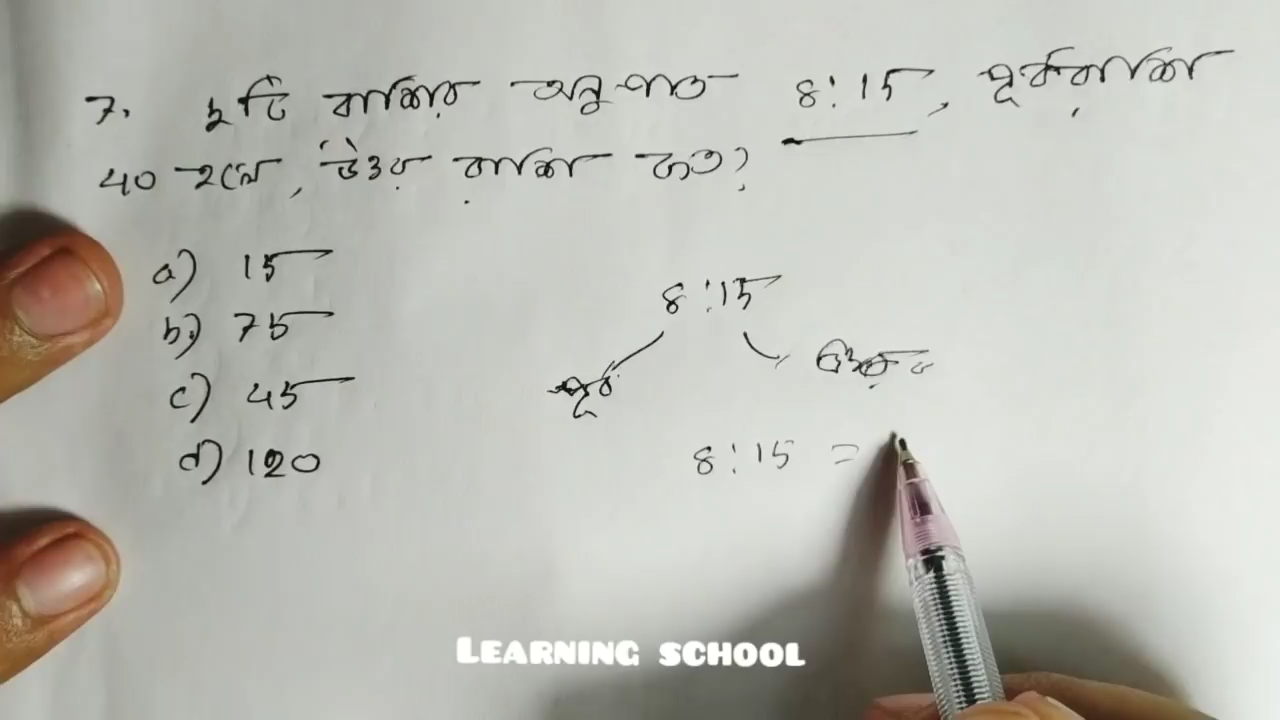 7. দুটি রাশির অনুপাত 8:15, পূর্বরাশি
40 হলে, উত্তর রাশি কত?
a) 15
b) 75
c) 45
d) 120
8:15
পূর্ব
উত্তর
8:15 =
LEARNING SCHOOL